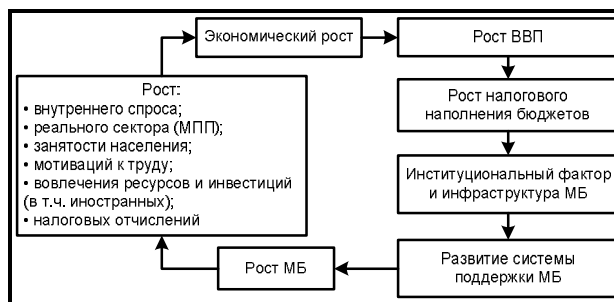 Экономический рост
Рост ВВП
Рост налогового
наполнения бюджетов
Институциональный фактор
и инфраструктура МБ
Развитие системы
поддержки МБ
Рост МБ
Рост:
• внутреннего спроса;
• реального сектора (МПП);
• занятости населения;
• мотиваций к труду;
• вовлечения ресурсов и инвестиций
(в т.ч. иностранных);
• налоговых отчислений